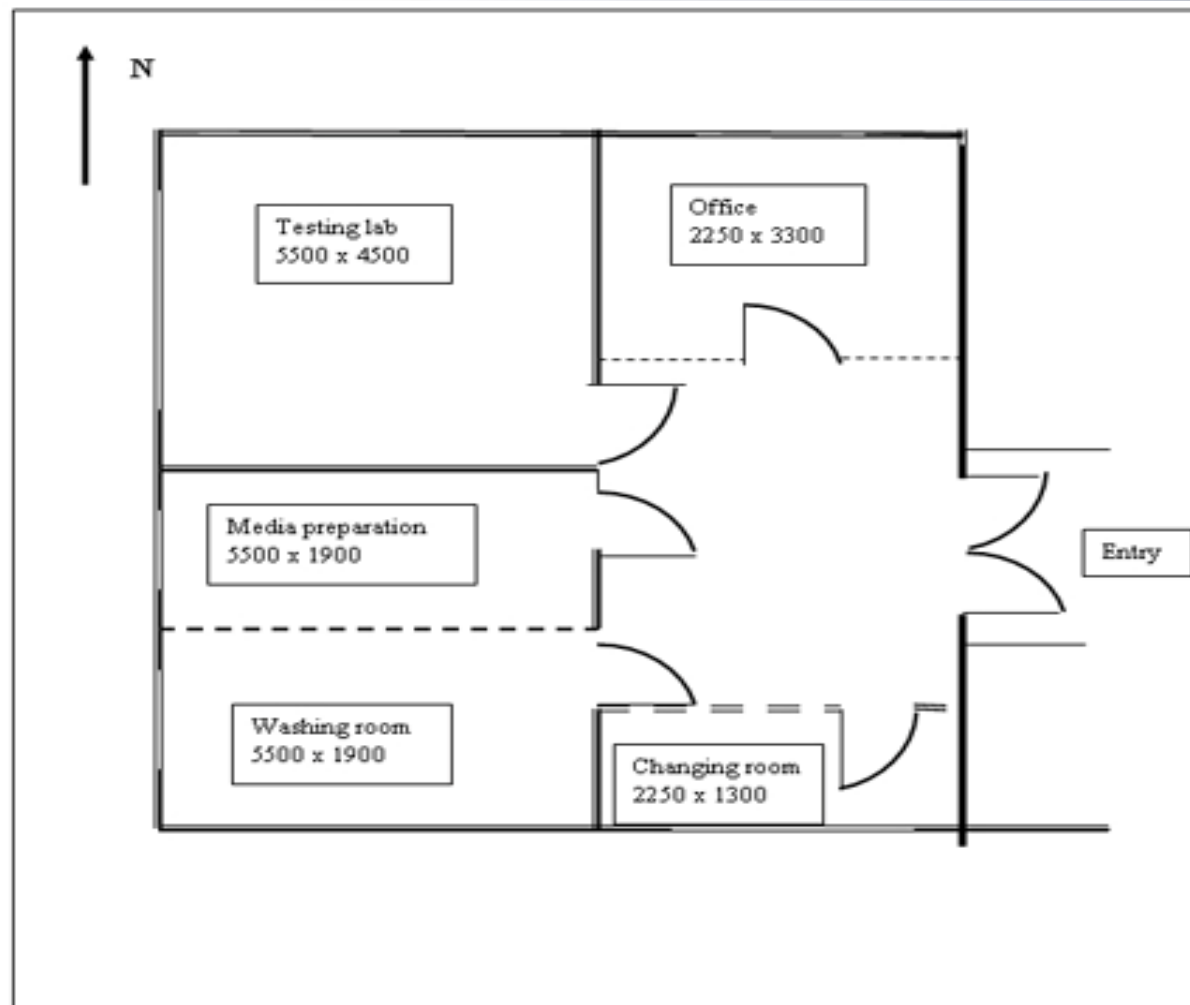 N
Testing lab
5500 x 4500
Office
2250 x 3300
Media preparation
5500 x 1900
Entry
Washing room
5500 x 1900
Changing room
2250 x 1300